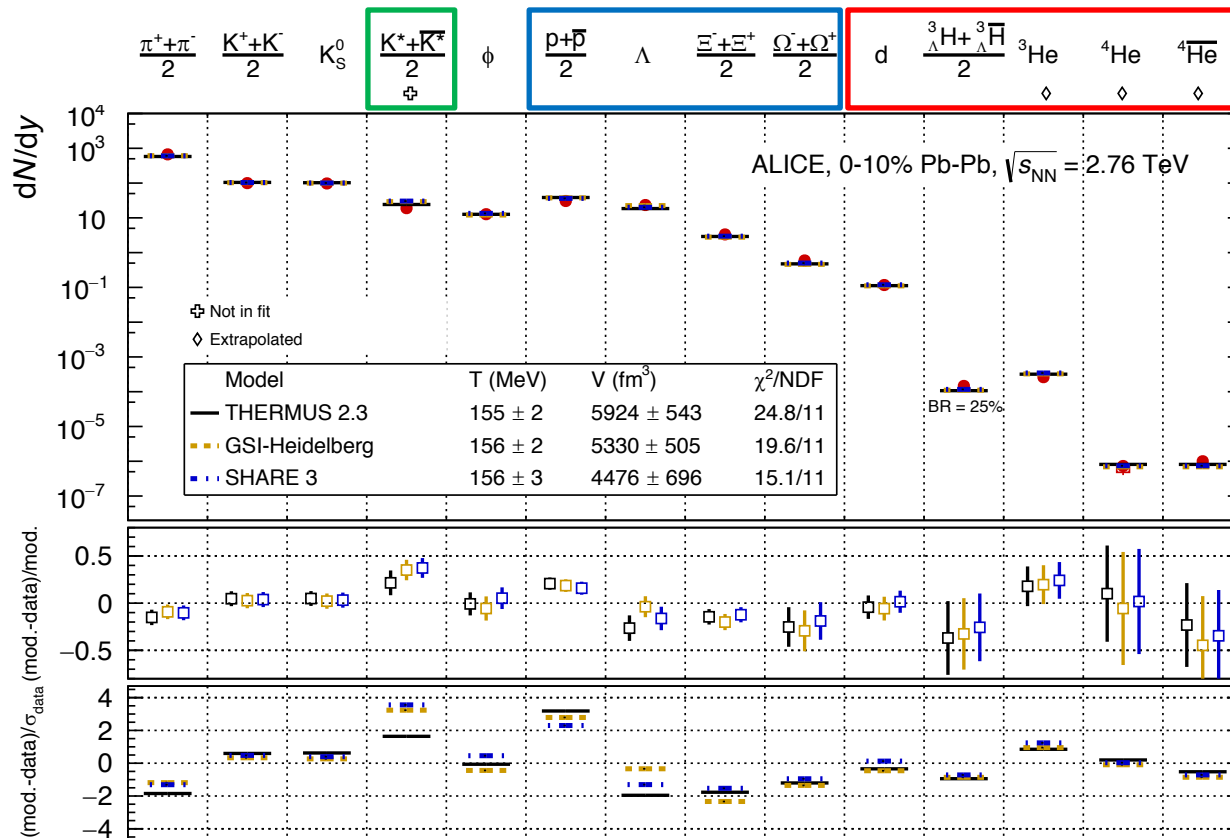 π⁺+π⁻/2 K⁺+K⁻/2 K⁰S K*+K̅*̅/2 ϕ p+p̅/2 Λ Ξ⁻+Ξ⁺/2 Ω⁻+Ω⁺/2 d ³ΛH+³ΛH̅/2 ³He ⁴He ⁴H̅e̅
dN/dy
10⁴
10³
10
10⁻¹
10⁻³
10⁻⁵
10⁻⁷
ALICE, 0-10% Pb-Pb, √sNN = 2.76 TeV
Not in fit
Extrapolated
BR = 25%
Model T (MeV) V (fm³) χ²/NDF
THERMUS 2.3 155 ± 2 5924 ± 543 24.8/11
GSI-Heidelberg 156 ± 2 5330 ± 505 19.6/11
SHARE 3 156 ± 3 4476 ± 696 15.1/11
(mod.-data)/mod.
0.5
0
−0.5
(mod.-data)/σdata
4
2
0
−2
−4